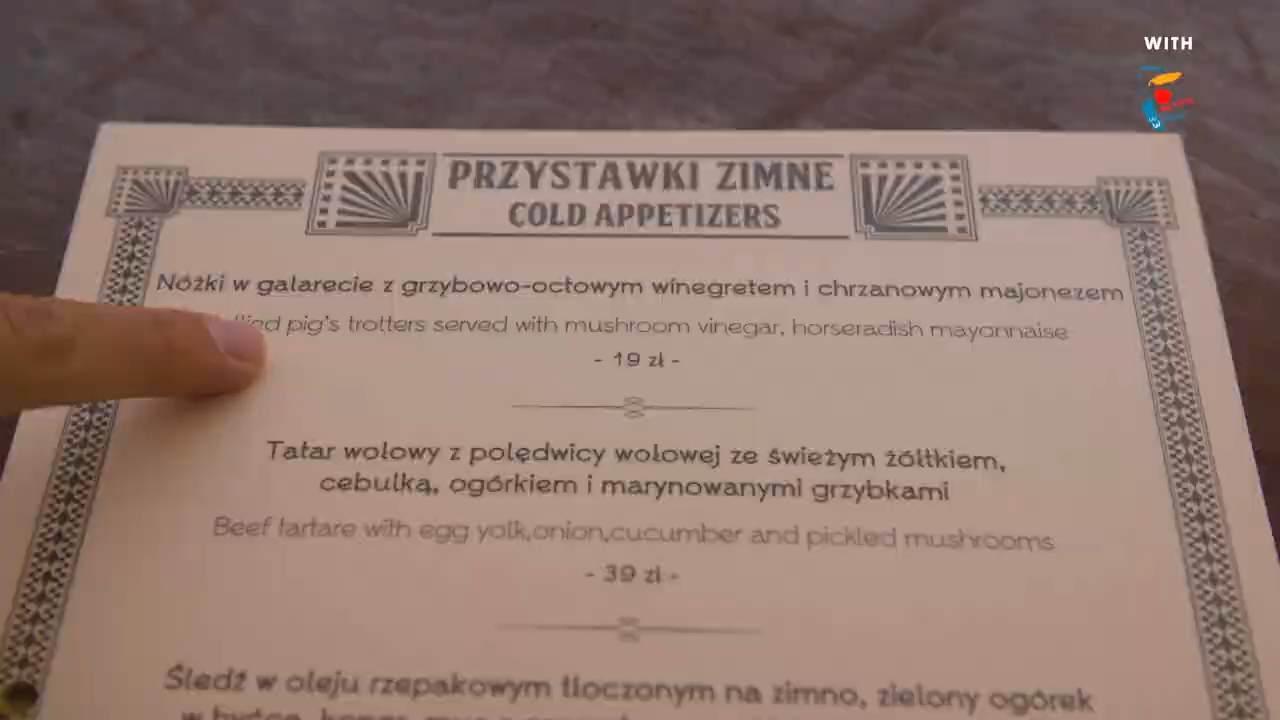 WITH
PRZYSTAWKI ZIMNE
COLD APPETIZERS
Nóżki w galarecie z grzybowo-octowym winegretem i chrzanowym majonezem
pig's trotters served with mushroom vinegar, horseradish mayonnaise
- 19 zł -
Tatar wołowy z polędwicy wołowej ze świeżym żółtkiem,
cebulką, ogórkiem i marynowanymi grzybkami
Beef tartare with egg yolk,onion,cucumber and pickled mushrooms
- 39 zł -
Śledź w oleju rzepakowym tłoczonym na zimno, zielony ogórek